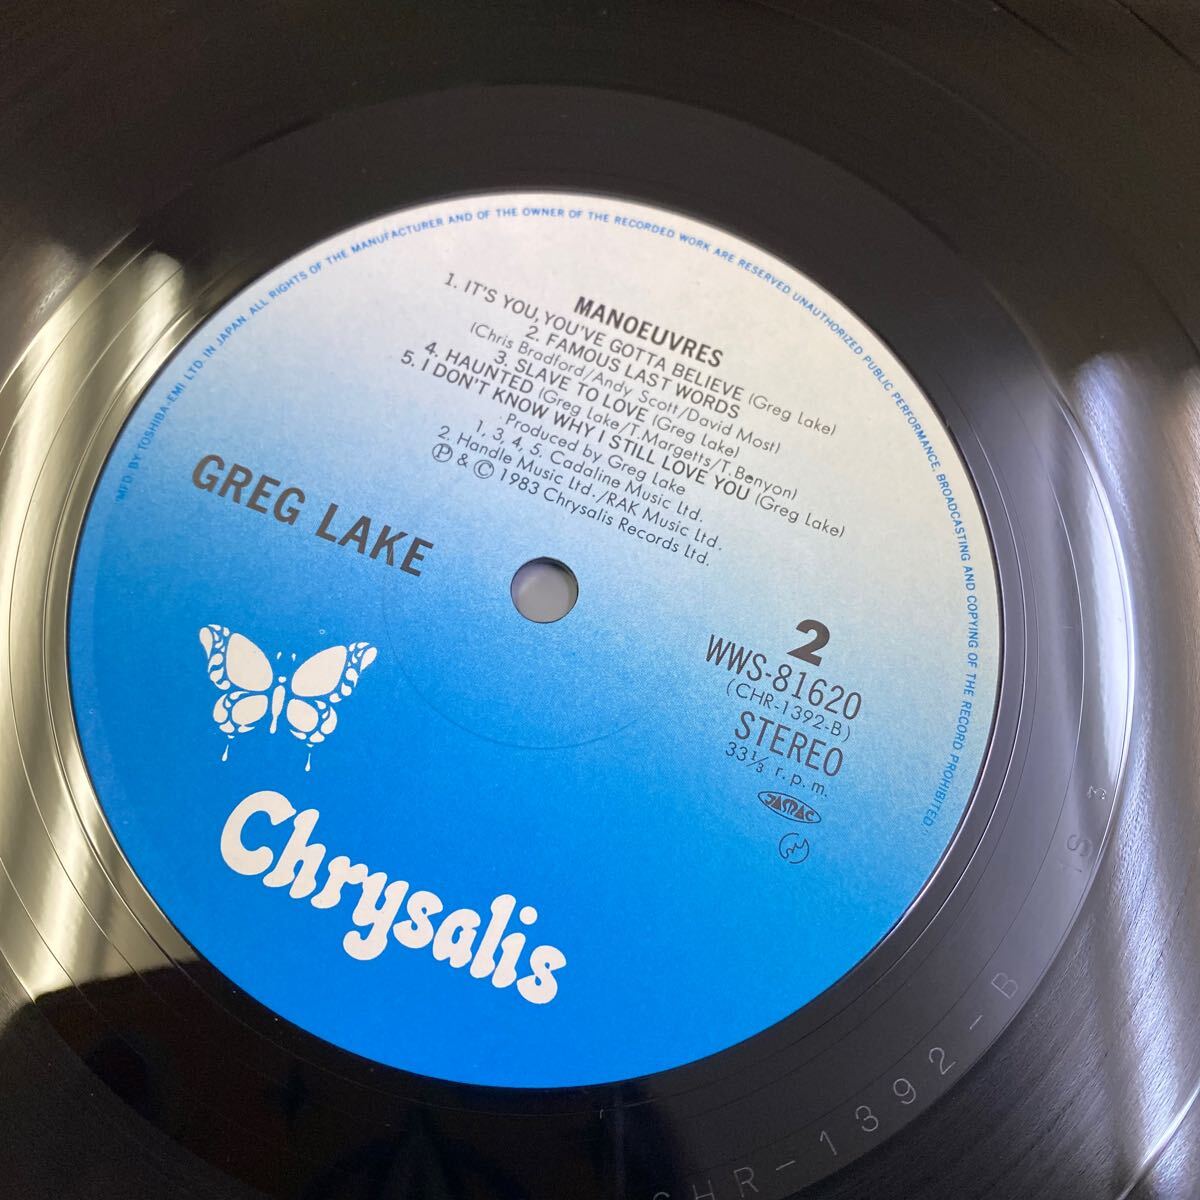 "MFD BY TOSHIBA-EMI LTD. IN JAPAN. ALL RIGHTS OF THE MANUFACTURER AND OF THE OWNER OF THE RECORDED WORK ARE RESERVED. UNAUTHORIZED PUBLIC PERFORMANCE, BROADCASTING AND COPYING OF THE RECORD PROHIBITED."
MANOEUVRES
1. IT'S YOU, YOU'VE GOTTA BELIEVE (Greg Lake)
2. FAMOUS LAST WORDS
(Chris Bradford/Andy Scott/David Most)
3. SLAVE TO LOVE (Greg Lake)
4. HAUNTED (Greg Lake/T. Margetts/T. Benyon)
5. I DON'T KNOW WHY I STILL LOVE YOU (Greg Lake)
Produced by Greg Lake
1, 3, 4, 5. Cadaline Music Ltd.
2. Handle Music Ltd./RAK Music Ltd.
Ⓟ & © 1983 Chrysalis Records Ltd.
GREG LAKE
2
WWS-81620
(CHR-1392-B)
STEREO
33⅓ r.p.m.
JASRAC
Chrysalis
CHR-1392-B
1S 3